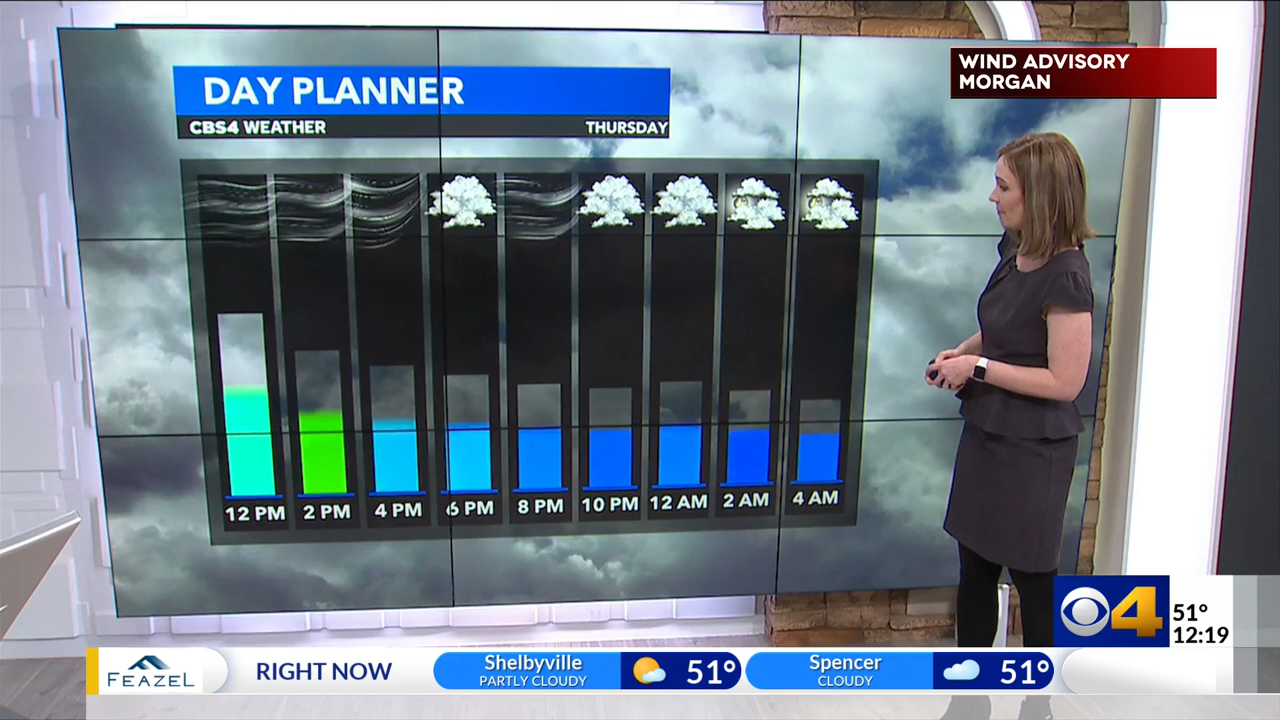 WIND ADVISORY
MORGAN
DAY PLANNER
CBS4 WEATHER THURSDAY
12 PM 2 PM 4 PM 6 PM 8 PM 10 PM 12 AM 2 AM 4 AM
4
51°
12:19
FEAZEL
RIGHT NOW
Shelbyville
PARTLY CLOUDY
51°
Spencer
CLOUDY
51°